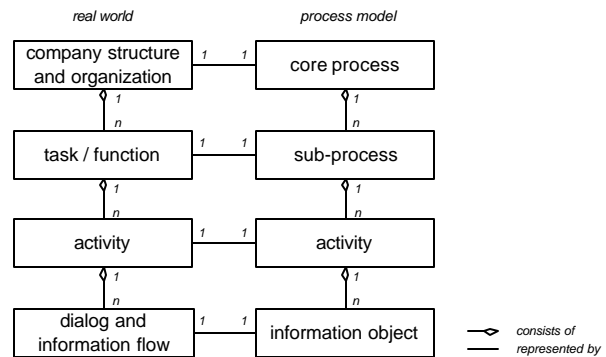 real world
process model
company structure
and organization
1
1
core process
1
n
1
n
task / function
1
1
sub-process
1
n
1
n
activity
1
1
activity
1
n
1
n
dialog and
information flow
1
1
information object
consists of
represented by